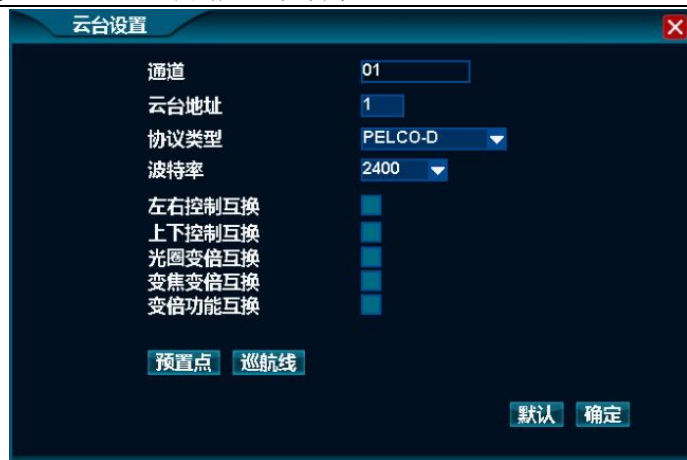 云台设置
通道 01
云台地址 1
协议类型 PELCO-D
波特率 2400
左右控制互换
上下控制互换
光圈变倍互换
变焦变倍互换
变倍功能互换
预置点 巡航线
默认 确定